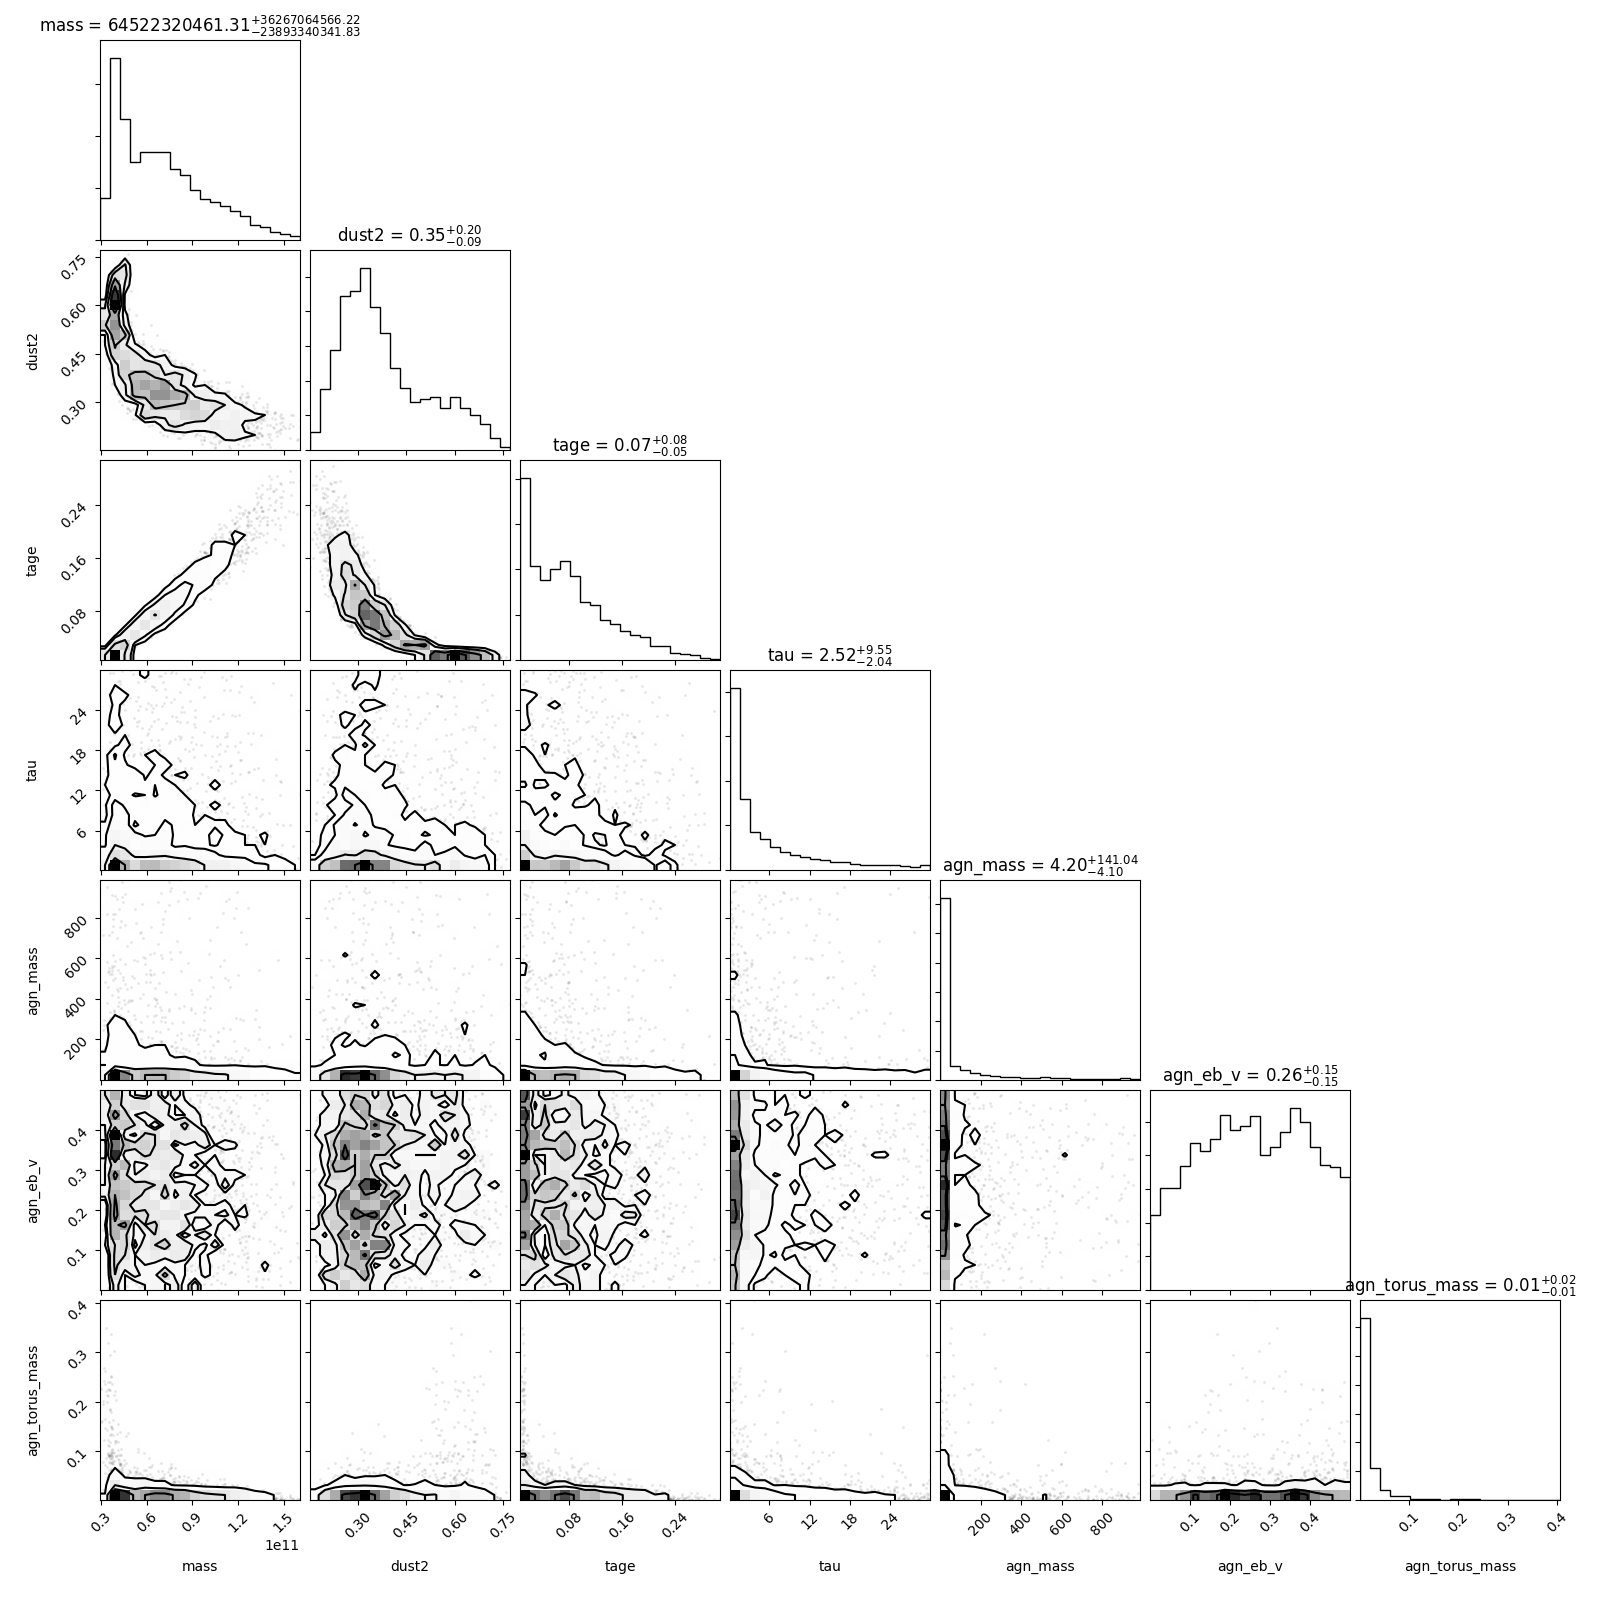 mass = 64522320461.31+36267064566.22−23893340341.83
dust2 = 0.35+0.20−0.09
0.75
0.60
0.45
0.30
dust2
tage = 0.07+0.08−0.05
0.24
0.16
0.08
tage
tau = 2.52+9.55−2.04
24
18
12
6
tau
agn_mass = 4.20+141.04−4.10
800
600
400
200
agn_mass
agn_eb_v = 0.26+0.15−0.15
0.4
0.3
0.2
0.1
agn_eb_v
agn_torus_mass = 0.01+0.02−0.01
0.4
0.3
0.2
0.1
agn_torus_mass
0.3 0.6 0.9 1.2 1.5 0.30 0.45 0.60 0.75 0.08 0.16 0.24 6 12 18 24 200 400 600 800 0.1 0.2 0.3 0.4 0.1 0.2 0.3 0.4
1e11
mass dust2 tage tau agn_mass agn_eb_v agn_torus_mass